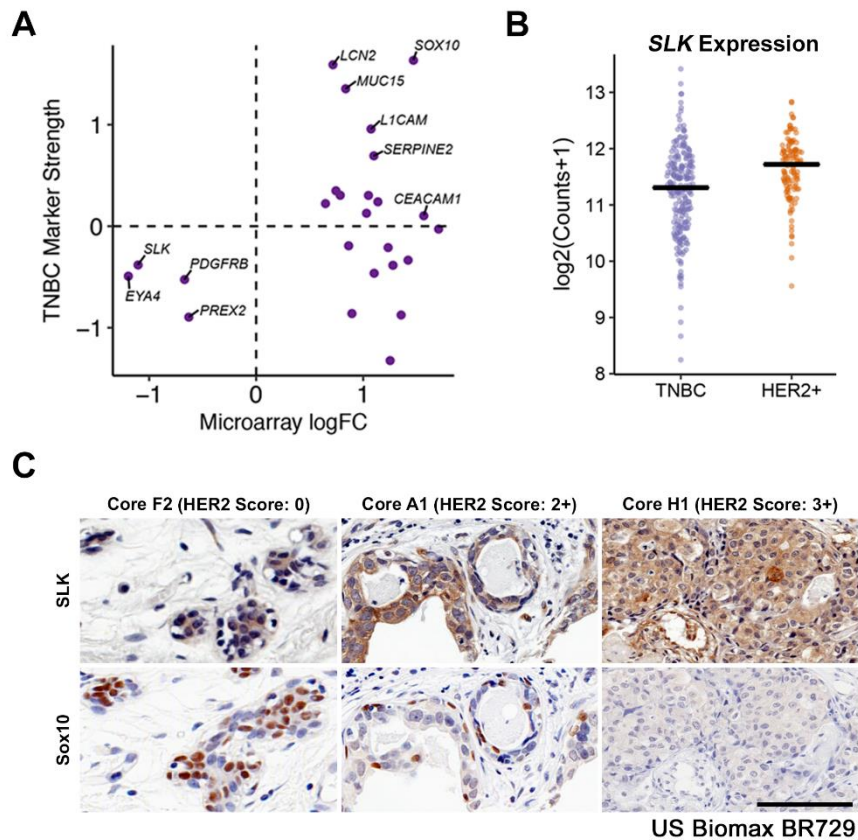 A
LCN2
SOX10
MUC15
L1CAM
SERPINE2
CEACAM1
SLK
PDGFRB
EYA4
PREX2
1
0
−1
−1
0
1
TNBC Marker Strength
Microarray logFC
B
SLK Expression
13
12
11
10
9
8
log2(Counts+1)
TNBC
HER2+
C
Core F2 (HER2 Score: 0)
Core A1 (HER2 Score: 2+)
Core H1 (HER2 Score: 3+)
SLK
Sox10
US Biomax BR729